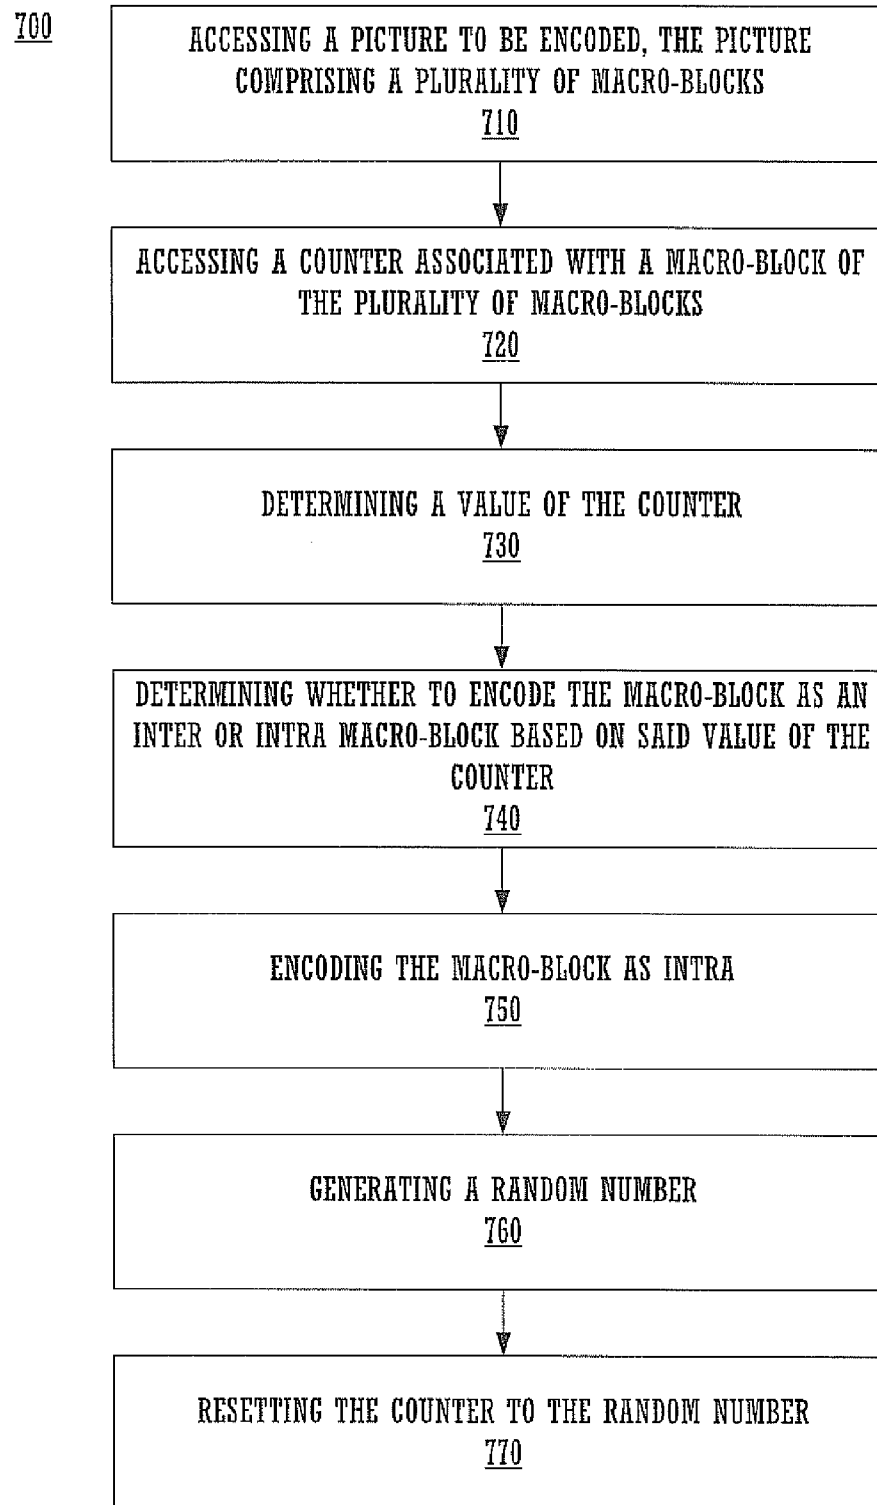 700
ACCESSING A PICTURE TO BE ENCODED, THE PICTURE
COMPRISING A PLURALITY OF MACRO-BLOCKS
710
ACCESSING A COUNTER ASSOCIATED WITH A MACRO-BLOCK OF
THE PLURALITY OF MACRO-BLOCKS
720
DETERMINING A VALUE OF THE COUNTER
730
DETERMINING WHETHER TO ENCODE THE MACRO-BLOCK AS AN
INTER OR INTRA MACRO-BLOCK BASED ON SAID VALUE OF THE
COUNTER
740
ENCODING THE MACRO-BLOCK AS INTRA
750
GENERATING A RANDOM NUMBER
760
RESETTING THE COUNTER TO THE RANDOM NUMBER
770